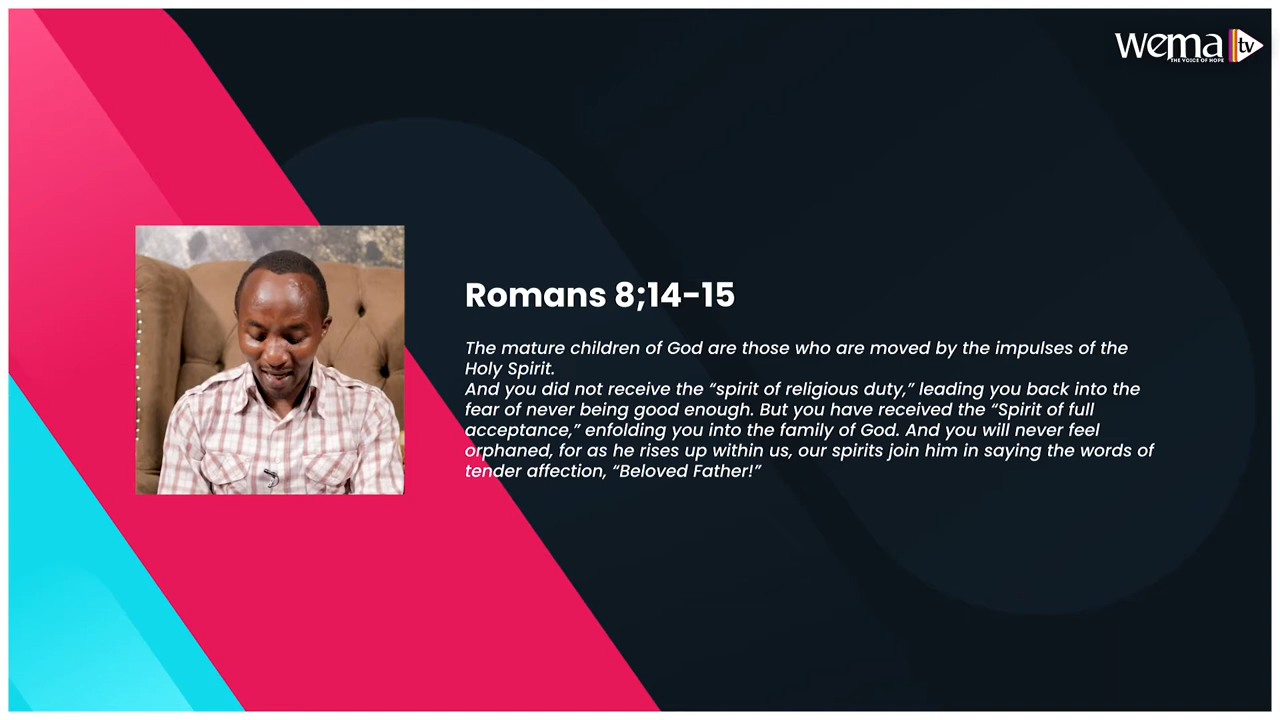 wema tv
THE VOICE OF HOPE
Romans 8;14-15
The mature children of God are those who are moved by the impulses of the
Holy Spirit.
And you did not receive the “spirit of religious duty,” leading you back into the
fear of never being good enough. But you have received the “Spirit of full
acceptance,” enfolding you into the family of God. And you will never feel
orphaned, for as he rises up within us, our spirits join him in saying the words of
tender affection, “Beloved Father!”